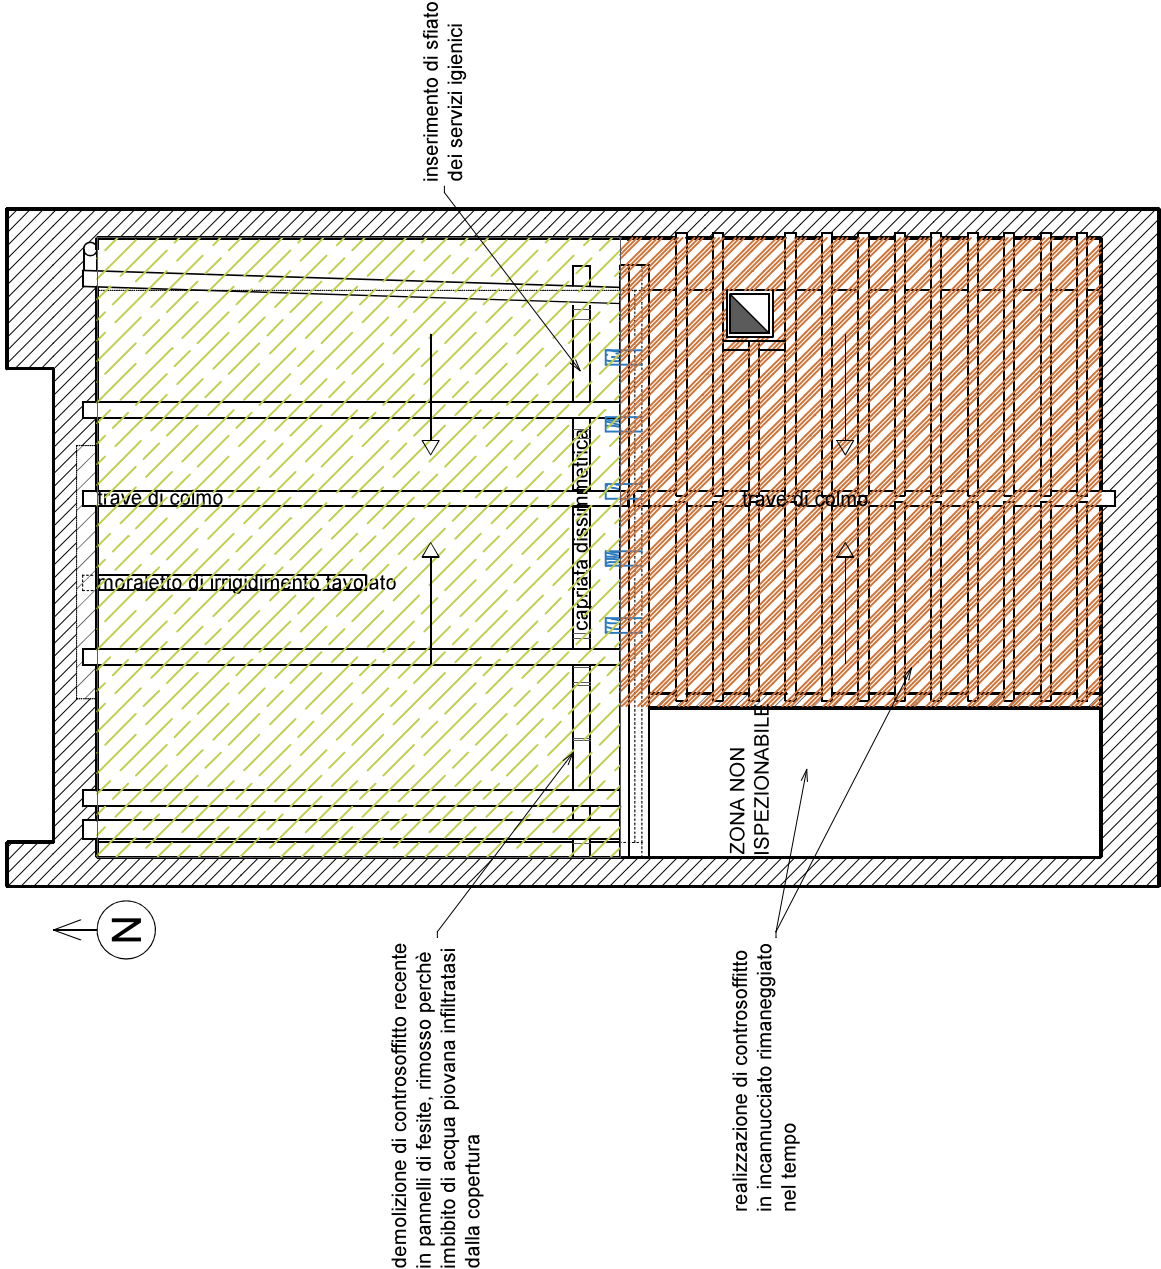 inserimento di sfiato
dei servizi igienici
trave di colmo
trave di colmo
moraletto di irrigidimento tavolato
capriata dissimmetrica
ZONA NON
ISPEZIONABILE
N
demolizione di controsoffitto recente
in pannelli di fesite, rimosso perchè
imbibito di acqua piovana infiltratasi
dalla copertura
realizzazione di controsoffitto
in incannucciato rimaneggiato
nel tempo